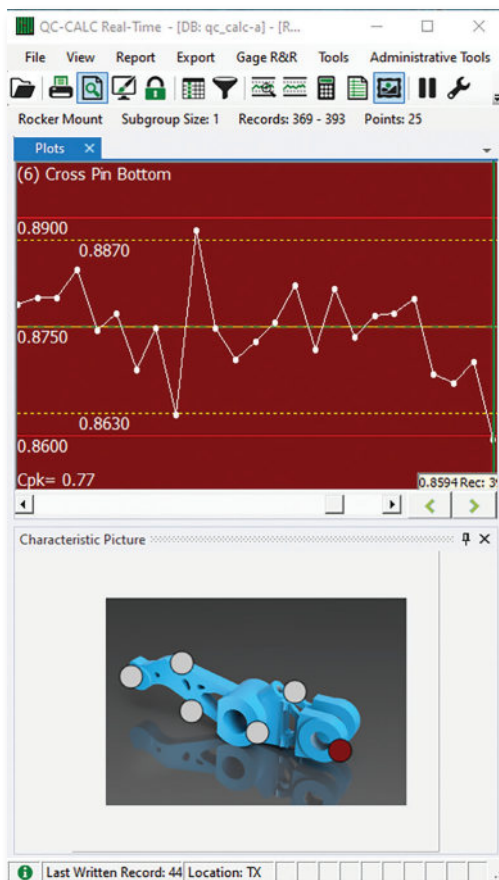 QC-CALC Real-Time - [DB: qc_calc-a] - [R...
File View Report Export Gage R&R Tools Administrative Tools
Rocker Mount Subgroup Size: 1 Records: 369 - 393 Points: 25
Plots
(6) Cross Pin Bottom
0.8900
0.8870
0.8750
0.8630
0.8600
Cpk= 0.77
0.8594 Rec: 3
Characteristic Picture
Last Written Record: 44 Location: TX